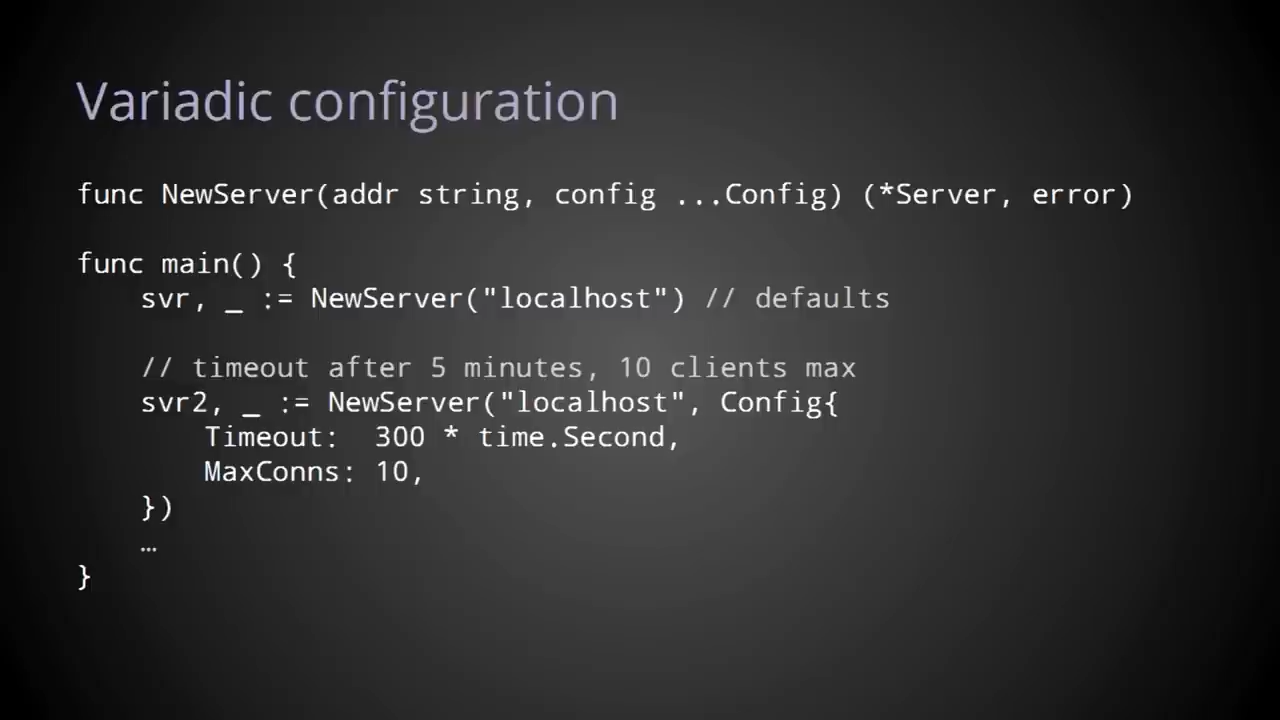 Variadic configuration
func NewServer(addr string, config ...Config) (*Server, error)
func main() {
    svr, _ := NewServer("localhost") // defaults
    // timeout after 5 minutes, 10 clients max
    svr2, _ := NewServer("localhost", Config{
        Timeout:  300 * time.Second,
        MaxConns: 10,
    })
    …
}